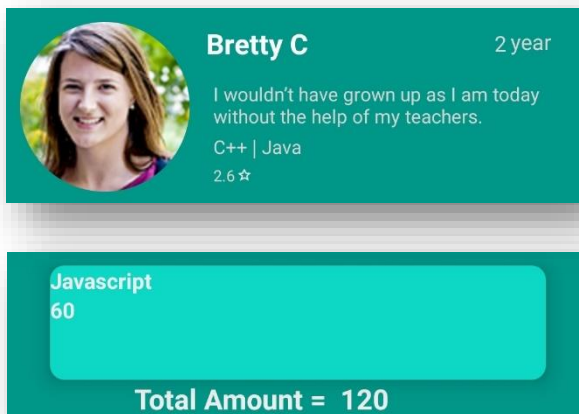 Bretty C
2 year
I wouldn't have grown up as I am today
without the help of my teachers.
C++ | Java
2.6 ☆
Javascript
60
Total Amount = 120